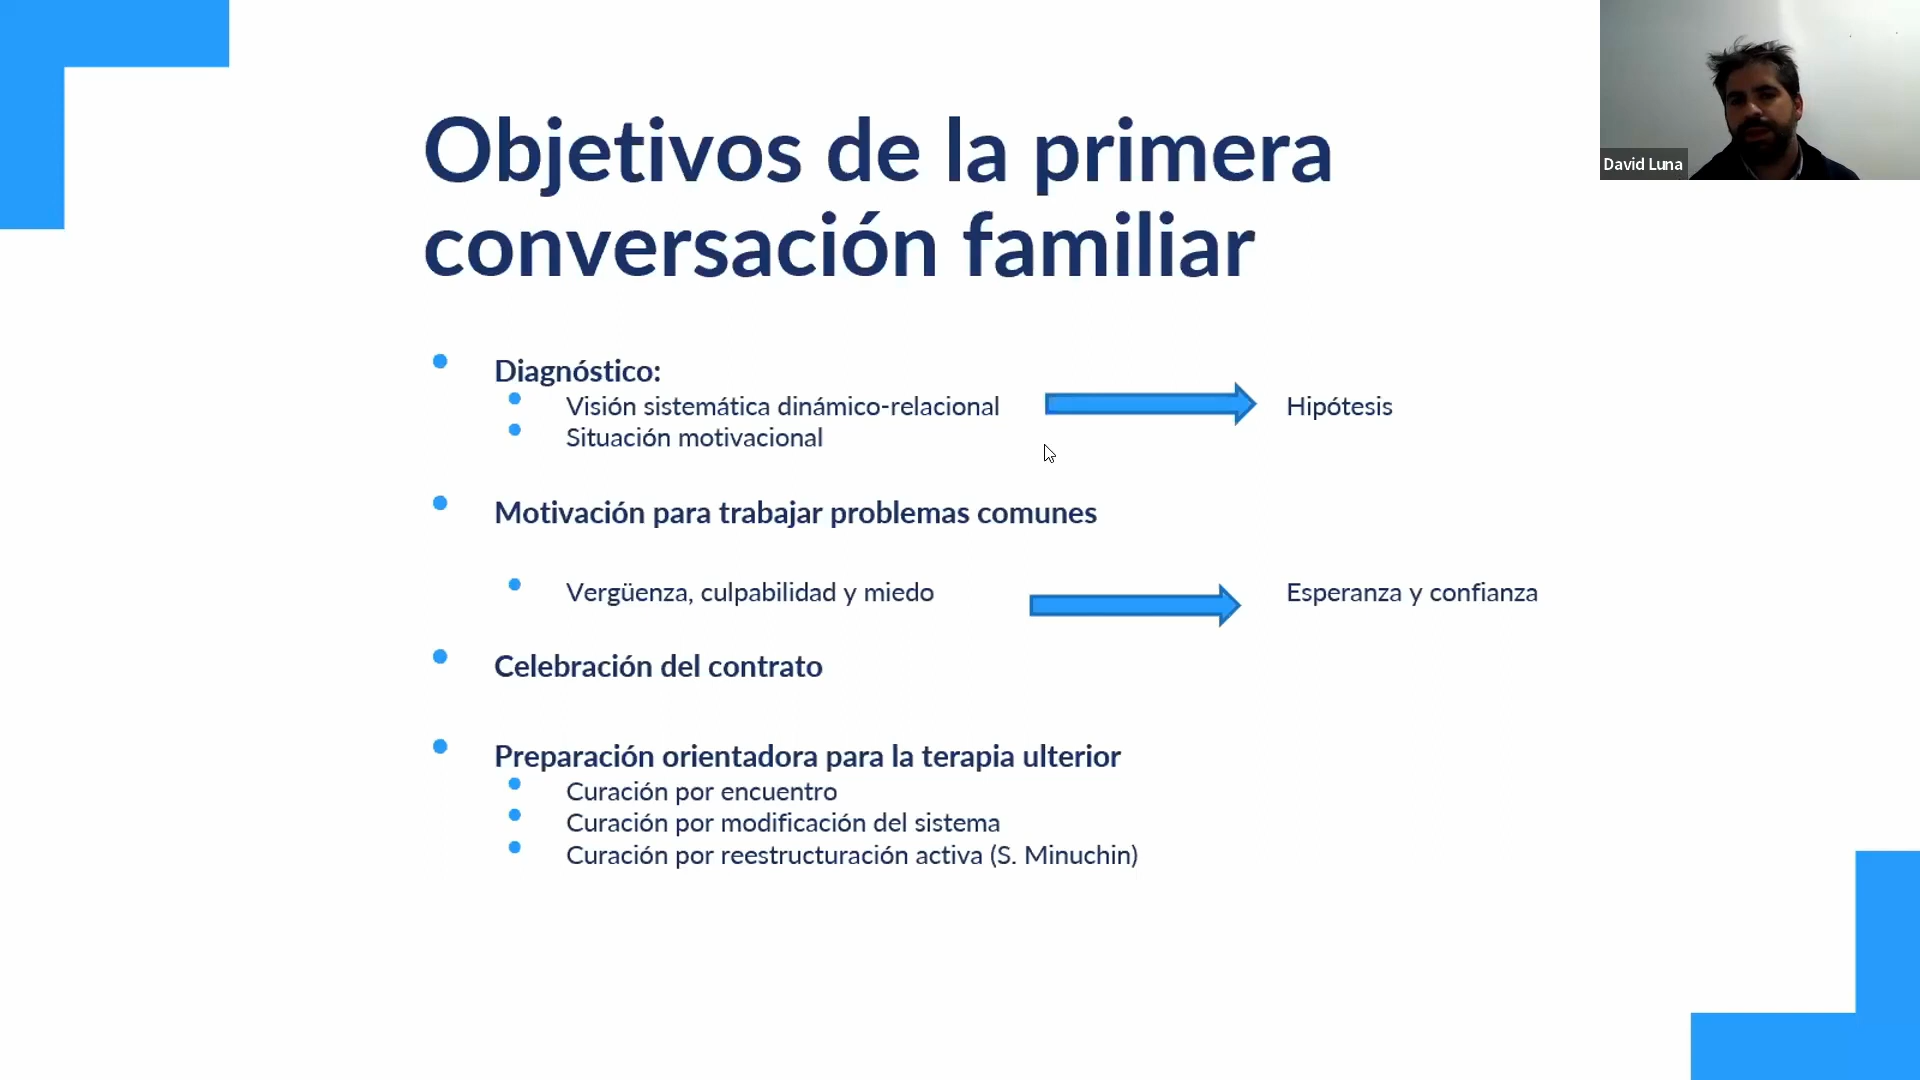 Objetivos de la primera
conversación familiar
David Luna
Diagnóstico:
Visión sistemática dinámico-relacional
Hipótesis
Situación motivacional
Motivación para trabajar problemas comunes
Vergüenza, culpabilidad y miedo
Esperanza y confianza
Celebración del contrato
Preparación orientadora para la terapia ulterior
Curación por encuentro
Curación por modificación del sistema
Curación por reestructuración activa (S. Minuchin)